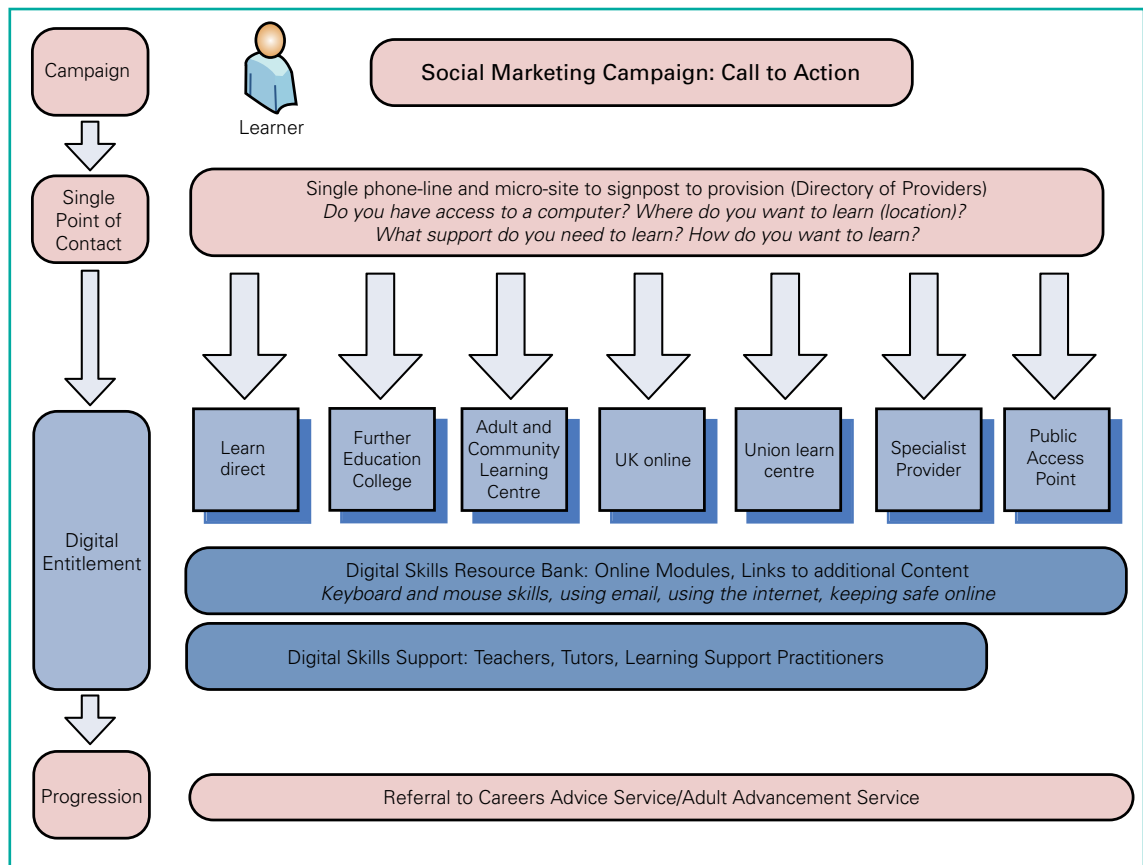 Campaign
Learner
Social Marketing Campaign: Call to Action
Single
Point of
Contact
Single phone-line and micro-site to signpost to provision (Directory of Providers)
Do you have access to a computer? Where do you want to learn (location)?
What support do you need to learn? How do you want to learn?
Digital
Entitlement
Learn
direct
Further
Education
College
Adult and
Community
Learning
Centre
UK online
Union learn
centre
Specialist
Provider
Public
Access
Point
Digital Skills Resource Bank: Online Modules, Links to additional Content
Keyboard and mouse skills, using email, using the internet, keeping safe online
Digital Skills Support: Teachers, Tutors, Learning Support Practitioners
Progression
Referral to Careers Advice Service/Adult Advancement Service